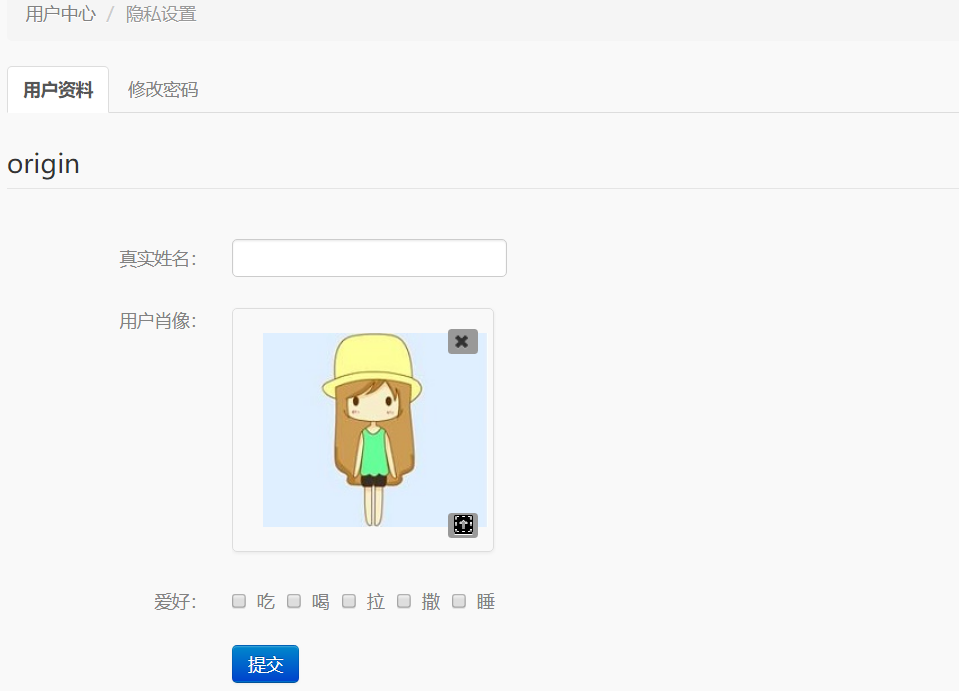 用户中心 / 隐私设置
用户资料 修改密码
origin
真实姓名：
用户肖像：
爱好： 吃 喝 拉 撒 睡
提交